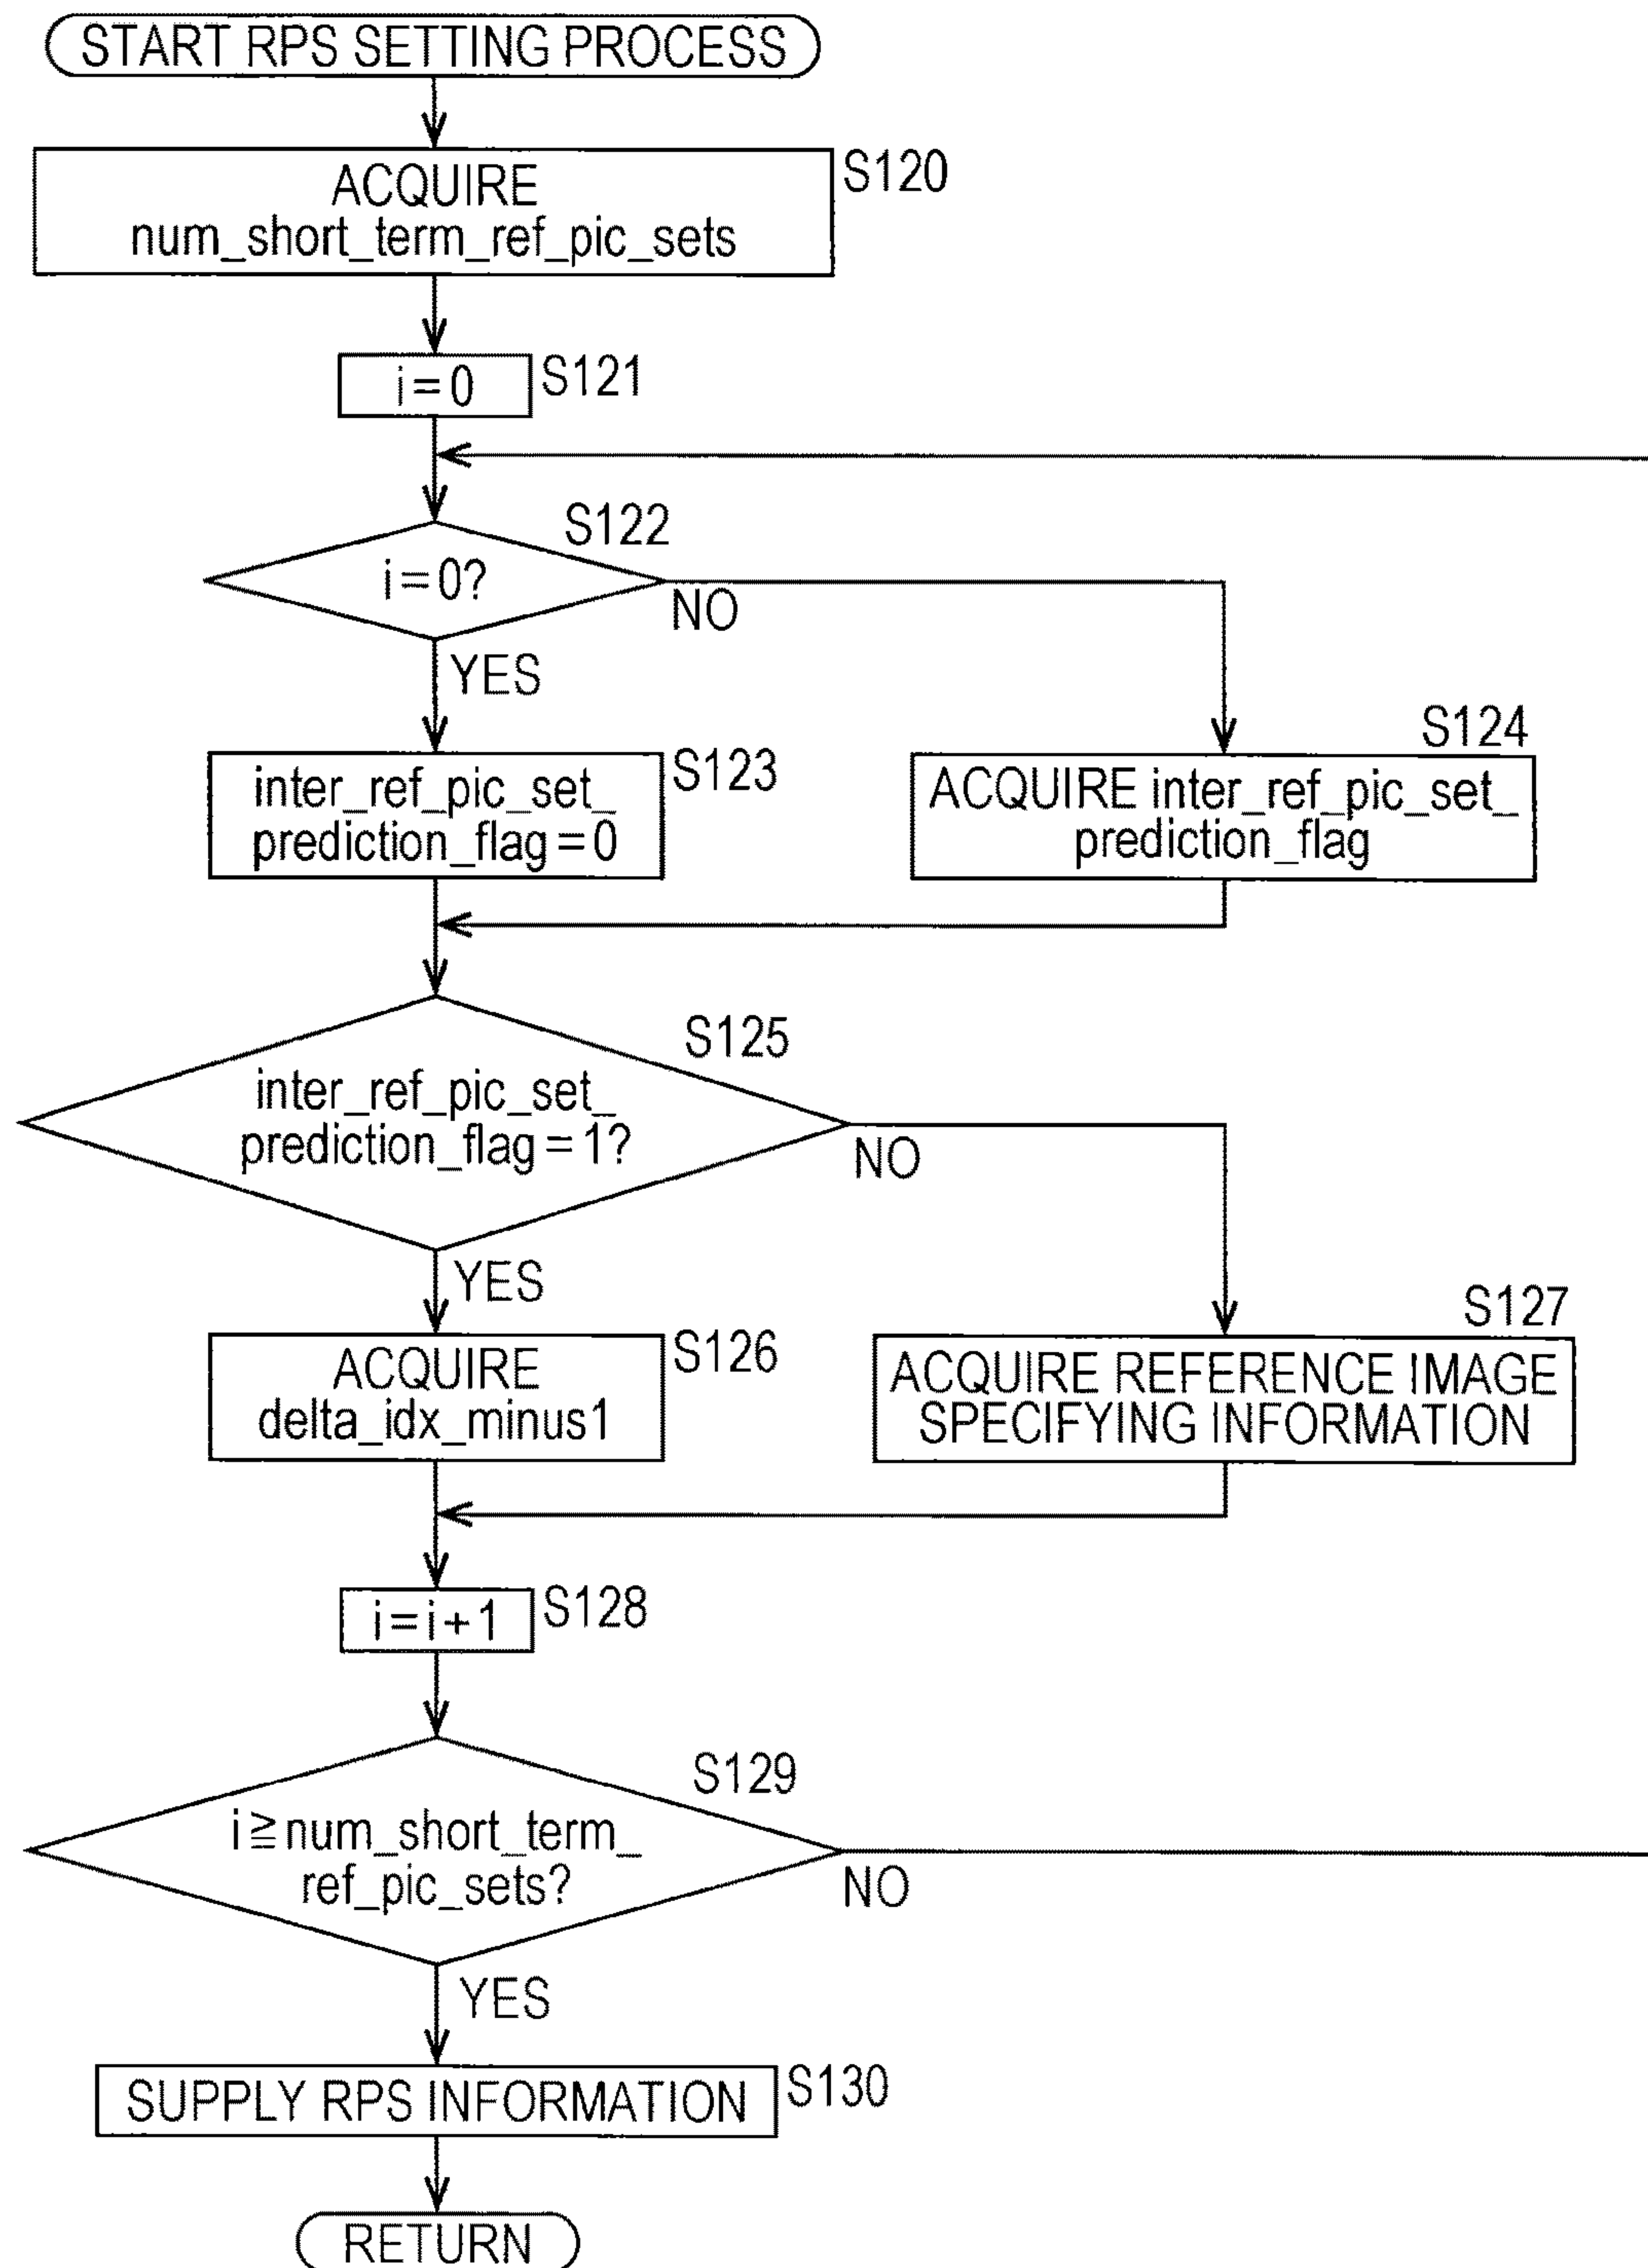 START RPS SETTING PROCESS
ACQUIRE
num_short_term_ref_pic_sets
S120
i=0
S121
S122
i=0?
NO
YES
inter_ref_pic_set_
prediction_flag=0
S123
S124
ACQUIRE inter_ref_pic_set_
prediction_flag
S125
inter_ref_pic_set_
prediction_flag=1?
NO
YES
ACQUIRE
delta_idx_minus1
S126
S127
ACQUIRE REFERENCE IMAGE
SPECIFYING INFORMATION
i=i+1
S128
S129
i≧num_short_term_
ref_pic_sets?
NO
YES
SUPPLY RPS INFORMATION
S130
RETURN